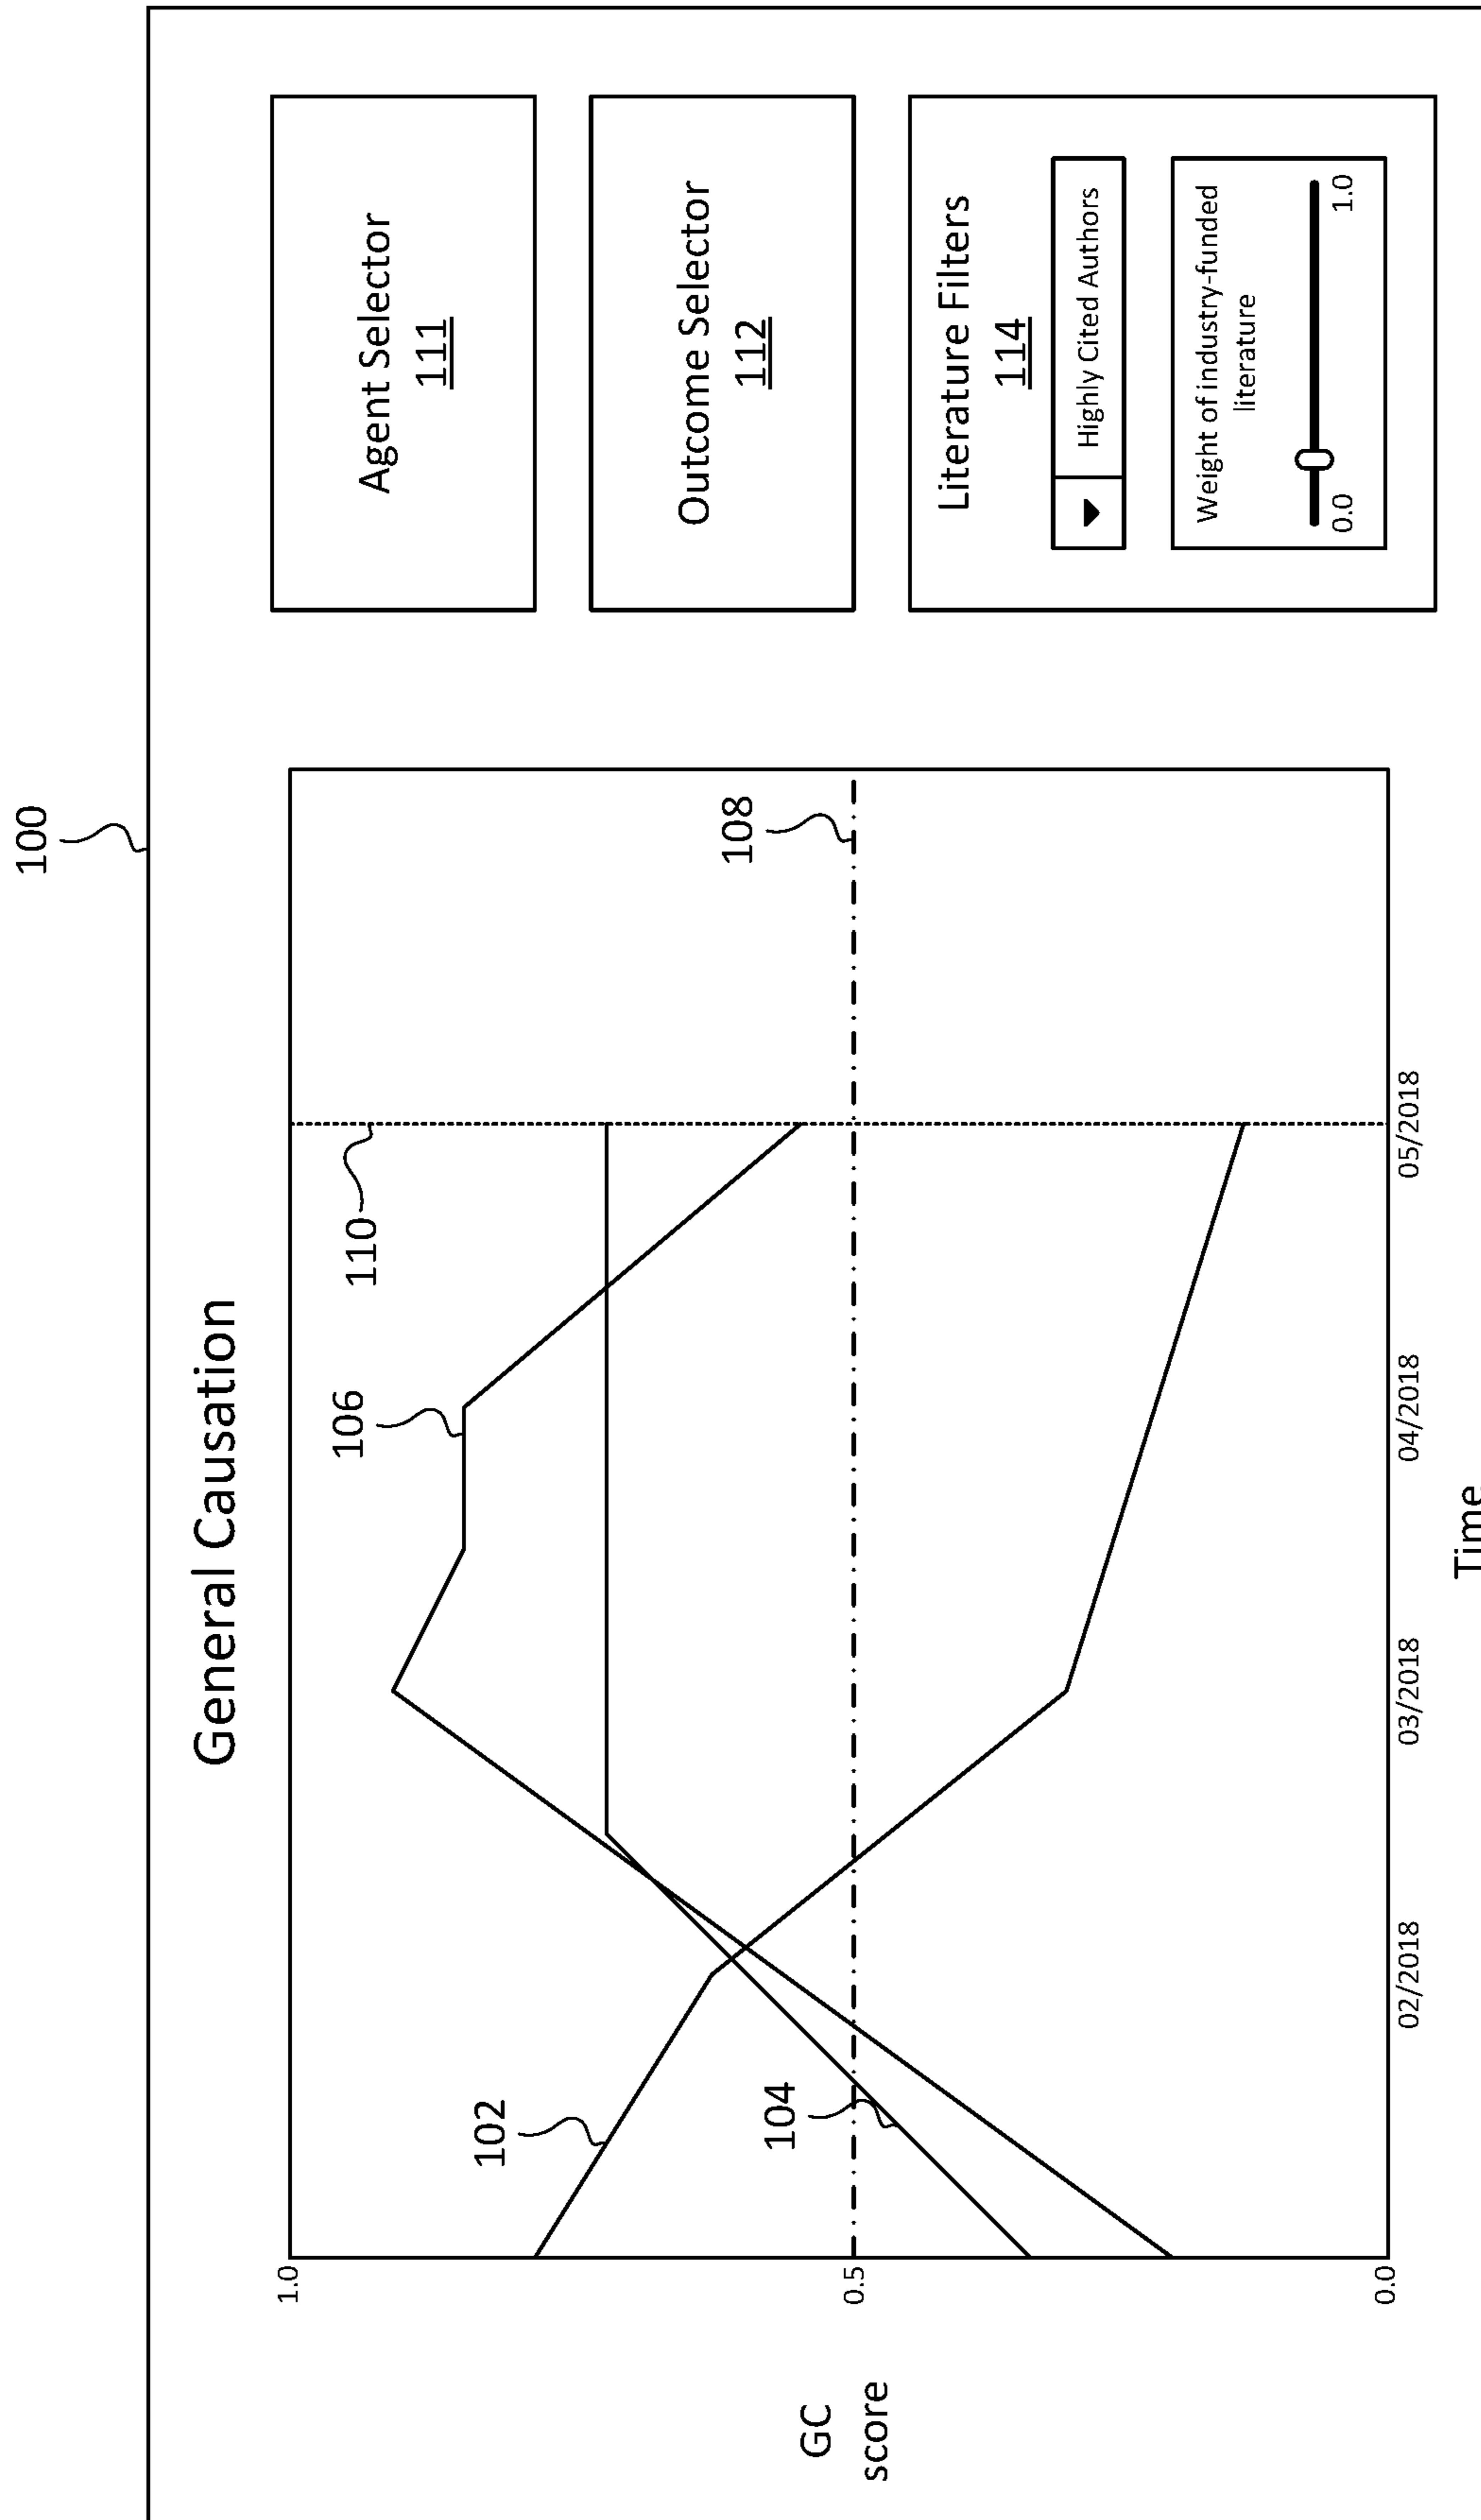 100
General Causation
GC
score
1.0
0.5
0.0
102
104
106
110
108
02/2018
03/2018
04/2018
05/2018
Time
Agent Selector
111
Outcome Selector
112
Literature Filters
114
Highly Cited Authors
Weight of industry-funded
literature
0.0
1.0